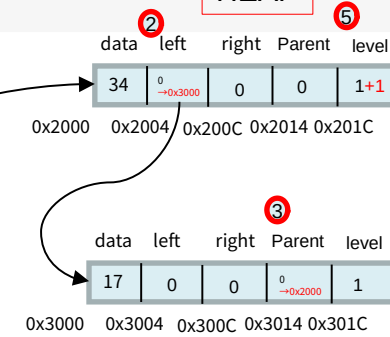 ② ⑤
data left right Parent level
34 0 →0x3000 0 0 1+1
0x2000 0x2004 0x200C 0x2014 0x201C
③
data left right Parent level
17 0 0 0 →0x2000 1
0x3000 0x3004 0x300C 0x3014 0x301C